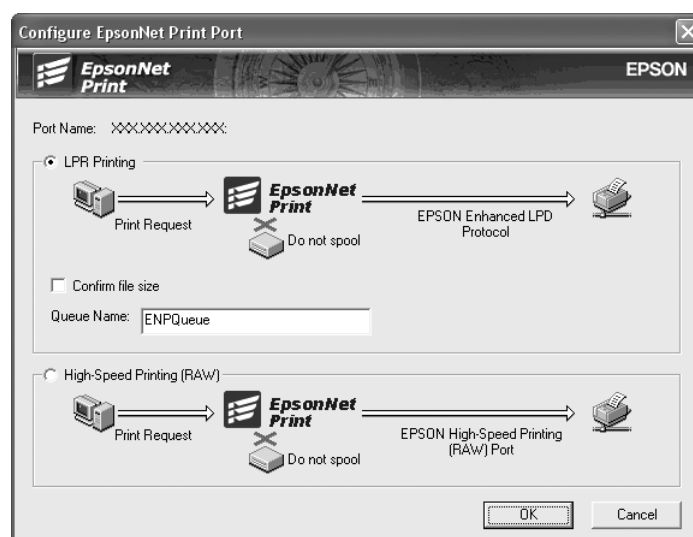 Configure EpsonNet Print Port
EpsonNet
Print
EPSON
Port Name: XXX.XXX.XXX.XXX:
LPR Printing
EpsonNet
Print
Print Request
EPSON Enhanced LPD
Protocol
Do not spool
Confirm file size
Queue Name: ENPQueue
High-Speed Printing (RAW)
EpsonNet
Print
Print Request
EPSON High-Speed Printing
(RAW) Port
Do not spool
OK
Cancel